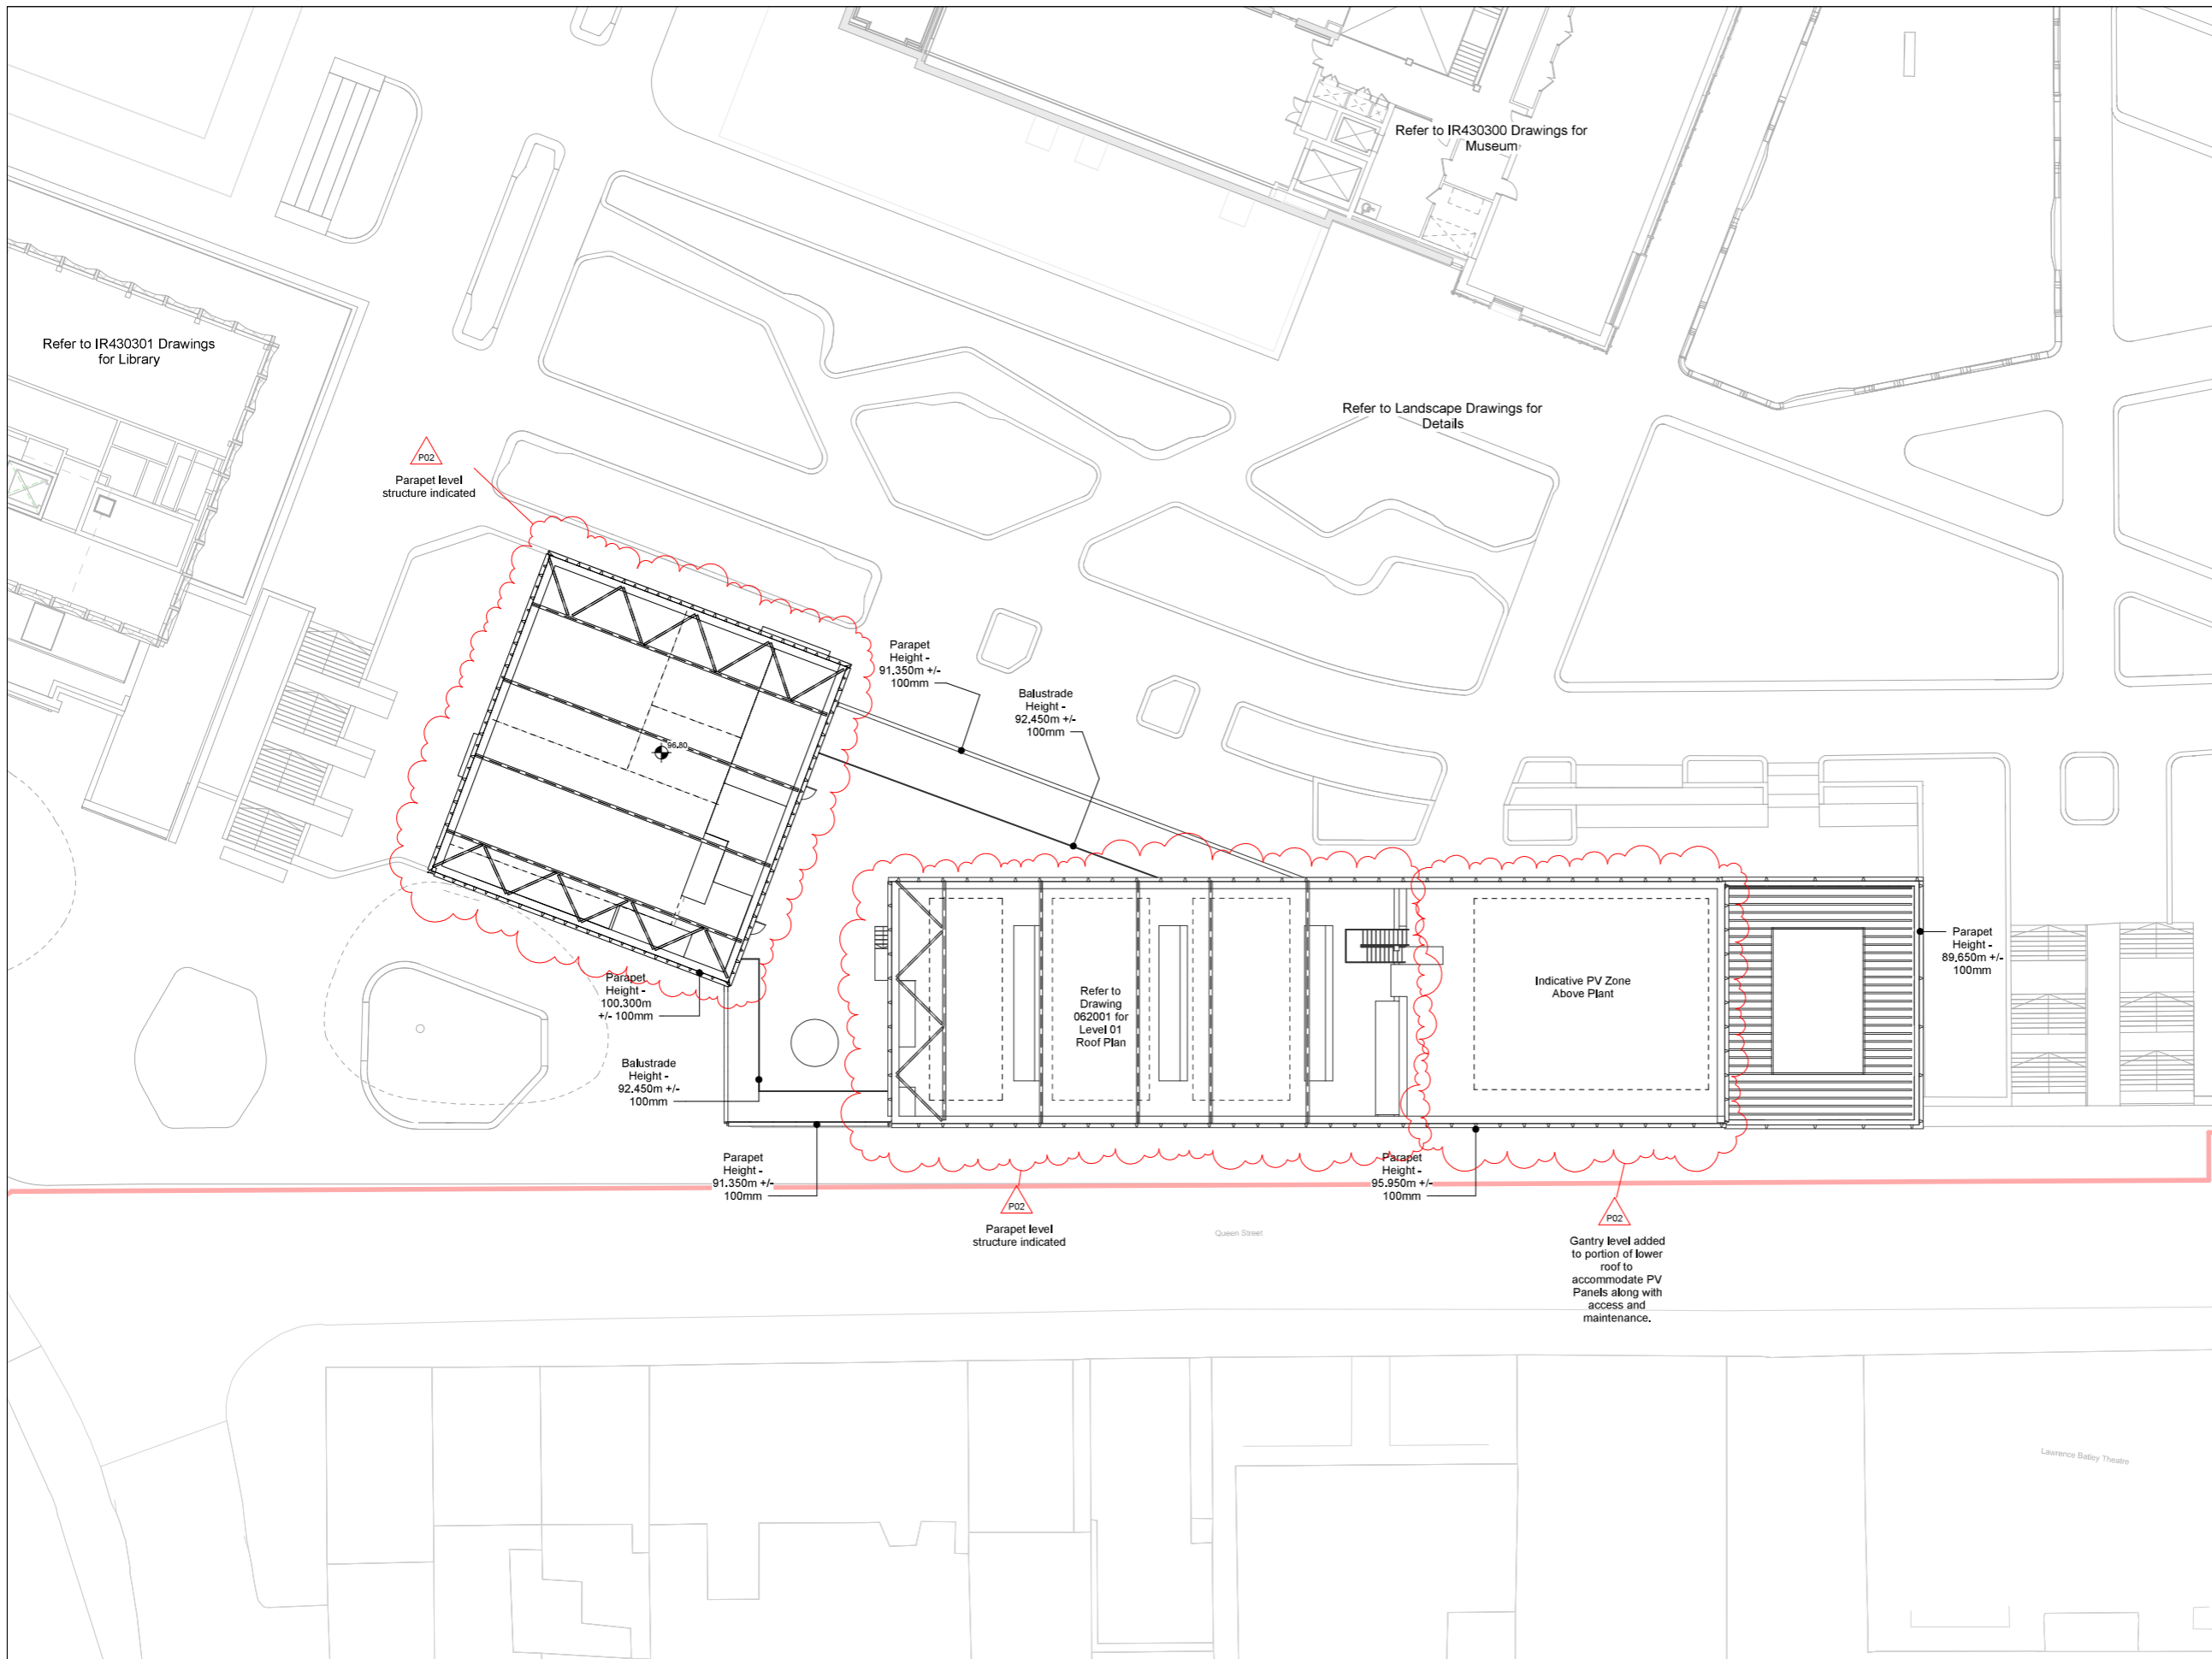 Refer to IR430300 Drawings for
Museum
Refer to IR430301 Drawings
for Library
Refer to Landscape Drawings for
Details
P02
Parapet level
structure indicated
Parapet
Height -
91.350m +/-
100mm
Balustrade
Height -
92.450m +/-
100mm
96.80
Parapet
Height -
89.650m +/-
100mm
Parapet
Height -
100.300m
+/- 100mm
Refer to
Drawing
062001 for
Level 01
Roof Plan
Indicative PV Zone
Above Plant
Balustrade
Height -
92.450m +/-
100mm
Parapet
Height -
91.350m +/-
100mm
Parapet
Height -
95.950m +/-
100mm
P02
Parapet level
structure indicated
Queen Street
P02
Gantry level added
to portion of lower
roof to
accommodate PV
Panels along with
access and
maintenance.
Lawrence Batley Theatre